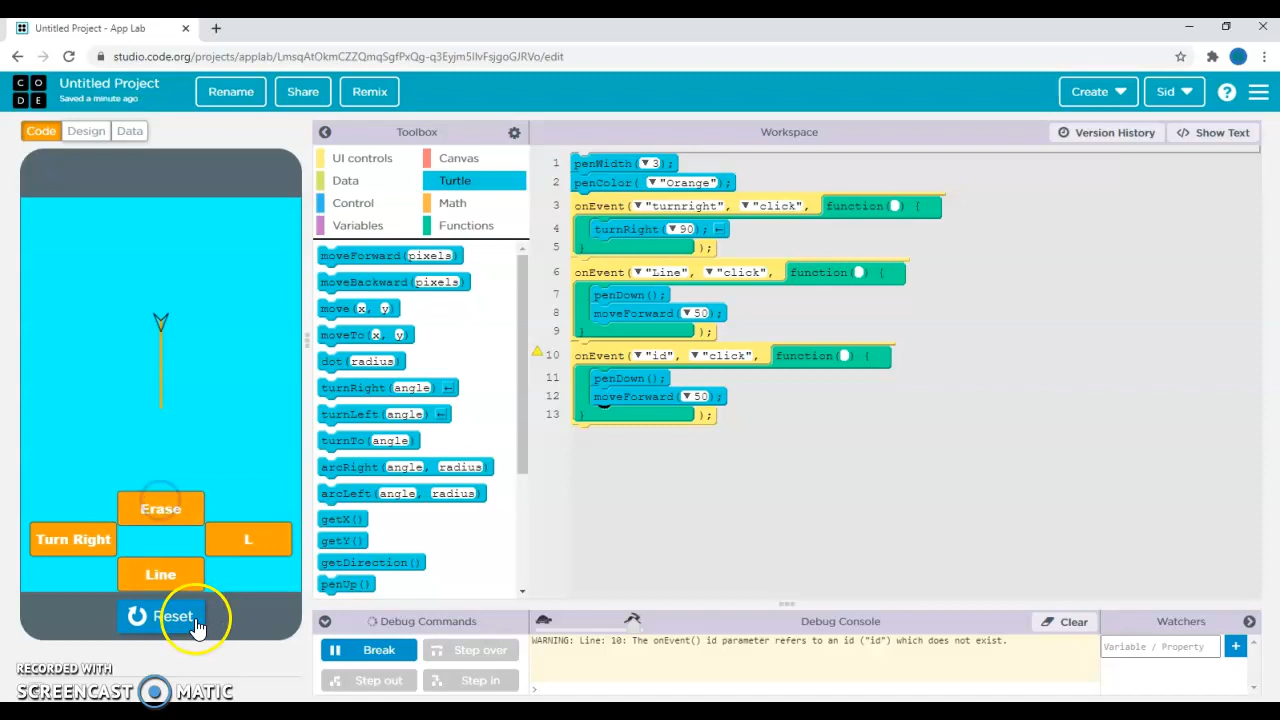 Untitled Project - App Lab
studio.code.org/projects/applab/LmsqAtOkmCZZQmqSgfPxQg-q3Eyjm5IlvFsjgoGJRVo/edit
CODE
Untitled Project
Saved a minute ago
Rename
Share
Remix
Create
Sid
?
Code
Design
Data
Toolbox
Workspace
Version History
</> Show Text
UI controls
Canvas
Data
Turtle
Control
Math
Variables
Functions
moveForward(pixels)
moveBackward(pixels)
move(x, y)
moveTo(x, y)
dot(radius)
turnRight(angle)
turnLeft(angle)
turnTo(angle)
arcRight(angle, radius)
arcLeft(angle, radius)
getX()
getY()
getDirection()
penUp()
1 penWidth(3);
2 penColor("Orange");
3 onEvent("turnright", "click", function() {
4 turnRight(90);
5 });
6 onEvent("Line", "click", function() {
7 penDown();
8 moveForward(50);
9 });
10 onEvent("id", "click", function() {
11 penDown();
12 moveForward(50);
13 });
Erase
Turn Right
L
Line
Reset
Debug Commands
Debug Console
Clear
Watchers
Break
Step over
Step out
Step in
WARNING: Line: 10: The onEvent() id parameter refers to an id ("id") which does not exist.
>
Variable / Property
RECORDED WITH
SCREENCAST MATIC